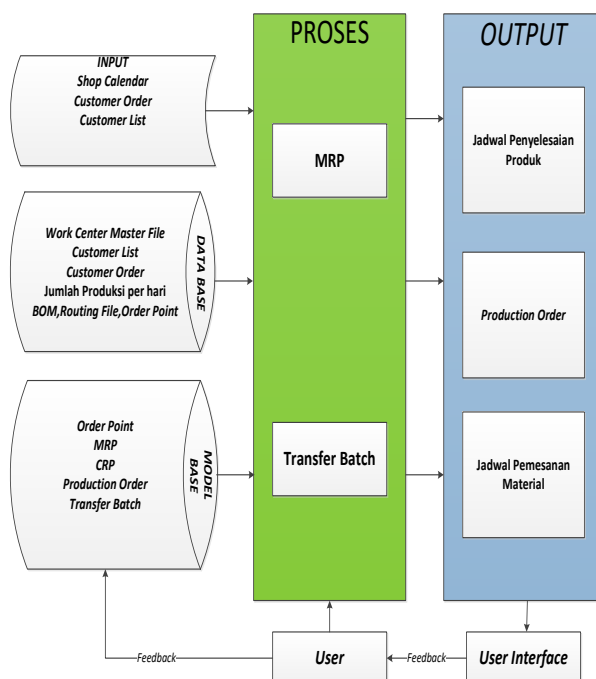 INPUT
Shop Calendar
Customer Order
Customer List
Work Center Master File
Customer List
Customer Order
Jumlah Produksi per hari
BOM,Routing File,Order Point
DATA BASE
Order Point
MRP
CRP
Production Order
Transfer Batch
MODEL
BASE
PROSES
MRP
Transfer Batch
OUTPUT
Jadwal Penyelesaian
Produk
Production Order
Jadwal Pemesanan
Material
Feedback
User
Feedback
User Interface